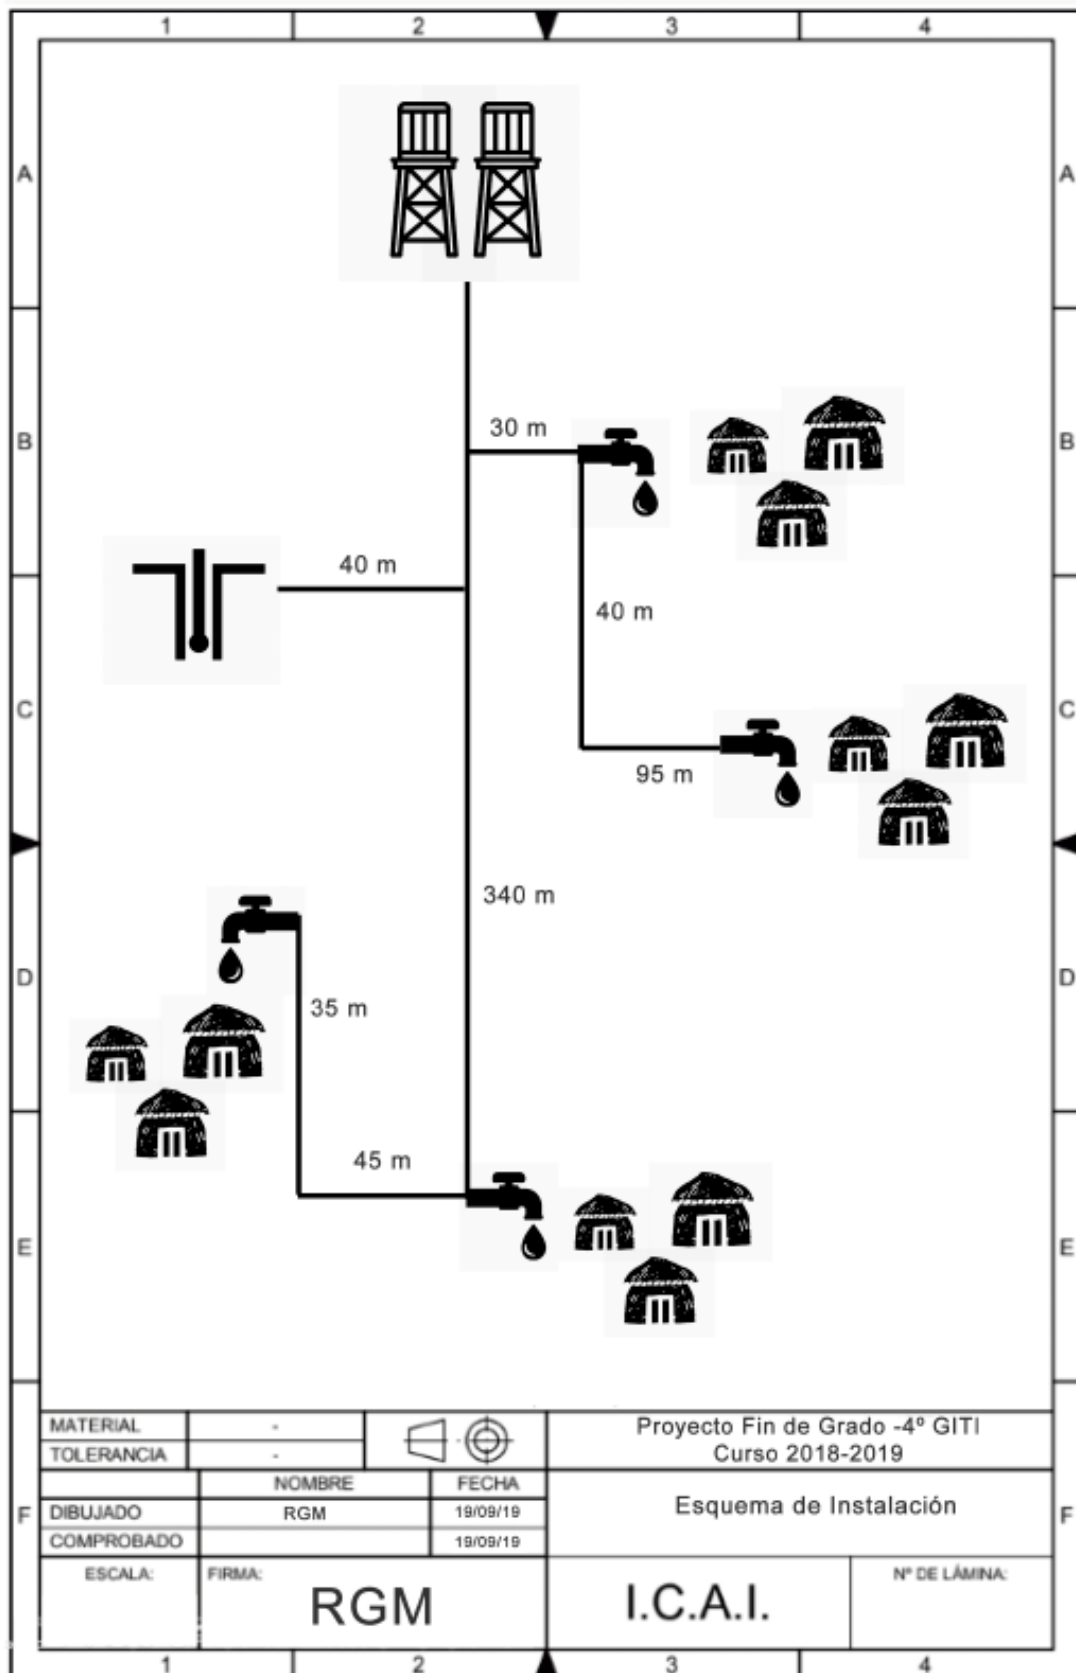 1 2 3 4
A A
30 m
B B
40 m
40 m
C C
95 m
340 m
D D
35 m
45 m
E E
MATERIAL -
TOLERANCIA -
Proyecto Fin de Grado -4º GITI
Curso 2018-2019
NOMBRE FECHA
DIBUJADO RGM 19/09/19
COMPROBADO 19/09/19
Esquema de Instalación
F F
ESCALA: FIRMA:
RGM
I.C.A.I.
Nº DE LÁMINA:
1 2 3 4